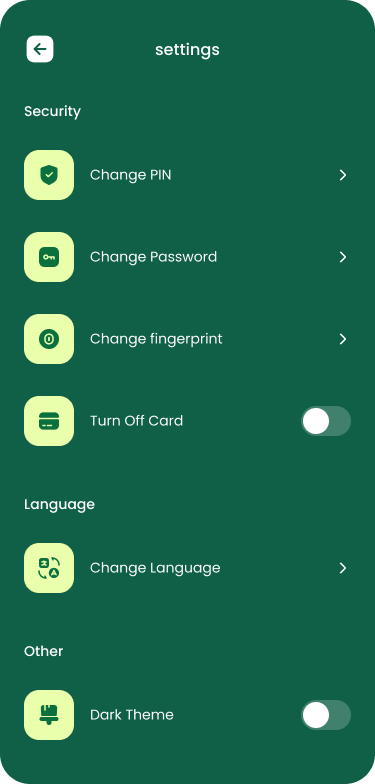 settings
Security
Change PIN
Change Password
Change fingerprint
Turn Off Card
Language
Change Language
Other
Dark Theme